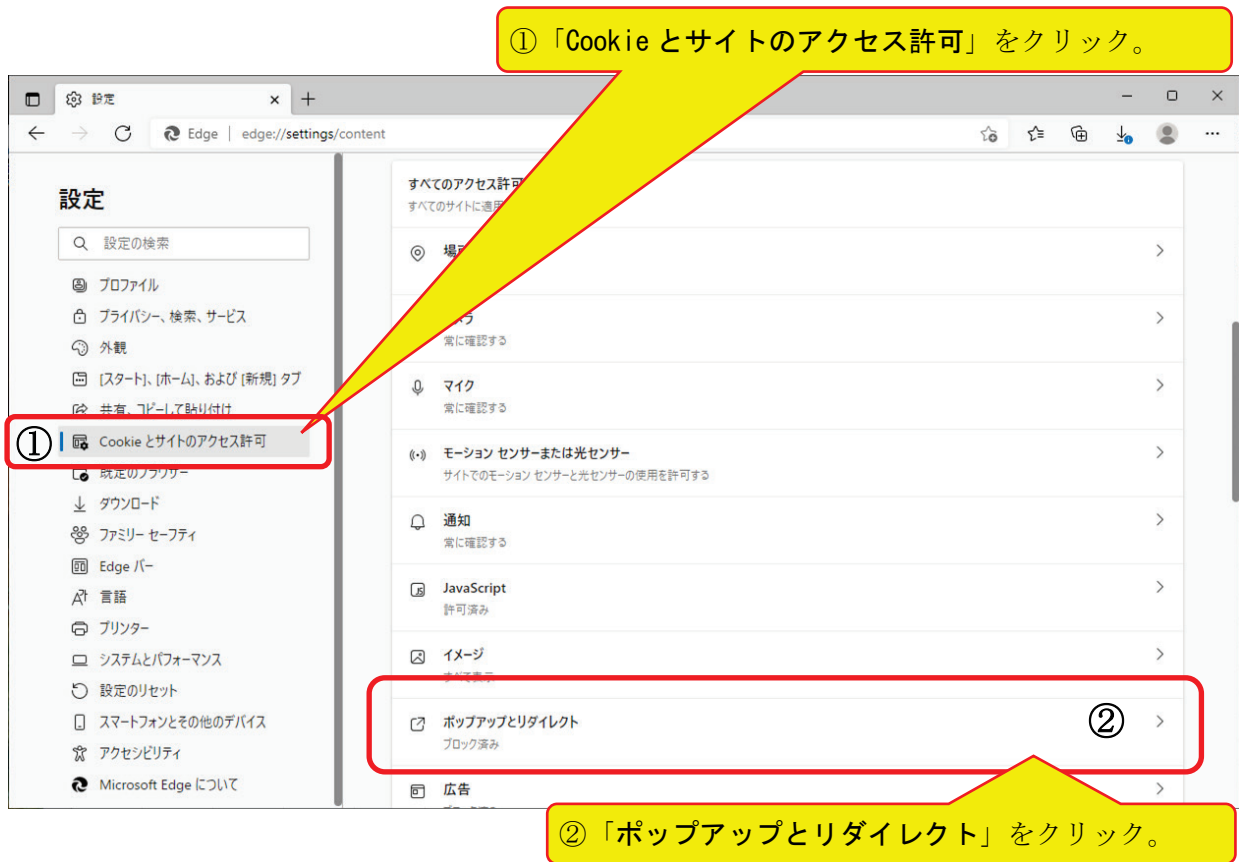 ①「Cookie とサイトのアクセス許可」をクリック。
設定
Edge | edge://settings/content
設定
設定の検索
プロファイル
プライバシー、検索、サービス
外観
[スタート]、[ホーム]、および [新規] タブ
共有、コピーして貼り付け
① Cookie とサイトのアクセス許可
既定のブラウザー
ダウンロード
ファミリー セーフティ
Edge バー
言語
プリンター
システムとパフォーマンス
設定のリセット
スマートフォンとその他のデバイス
アクセシビリティ
Microsoft Edge について
すべてのアクセス許可
すべてのサイトに適用
常に確認する
マイク
常に確認する
モーション センサーまたは光センサー
サイトでのモーション センサーと光センサーの使用を許可する
通知
常に確認する
JavaScript
許可済み
イメージ
すべて表示
ポップアップとリダイレクト ②
ブロック済み
広告
②「ポップアップとリダイレクト」をクリック。